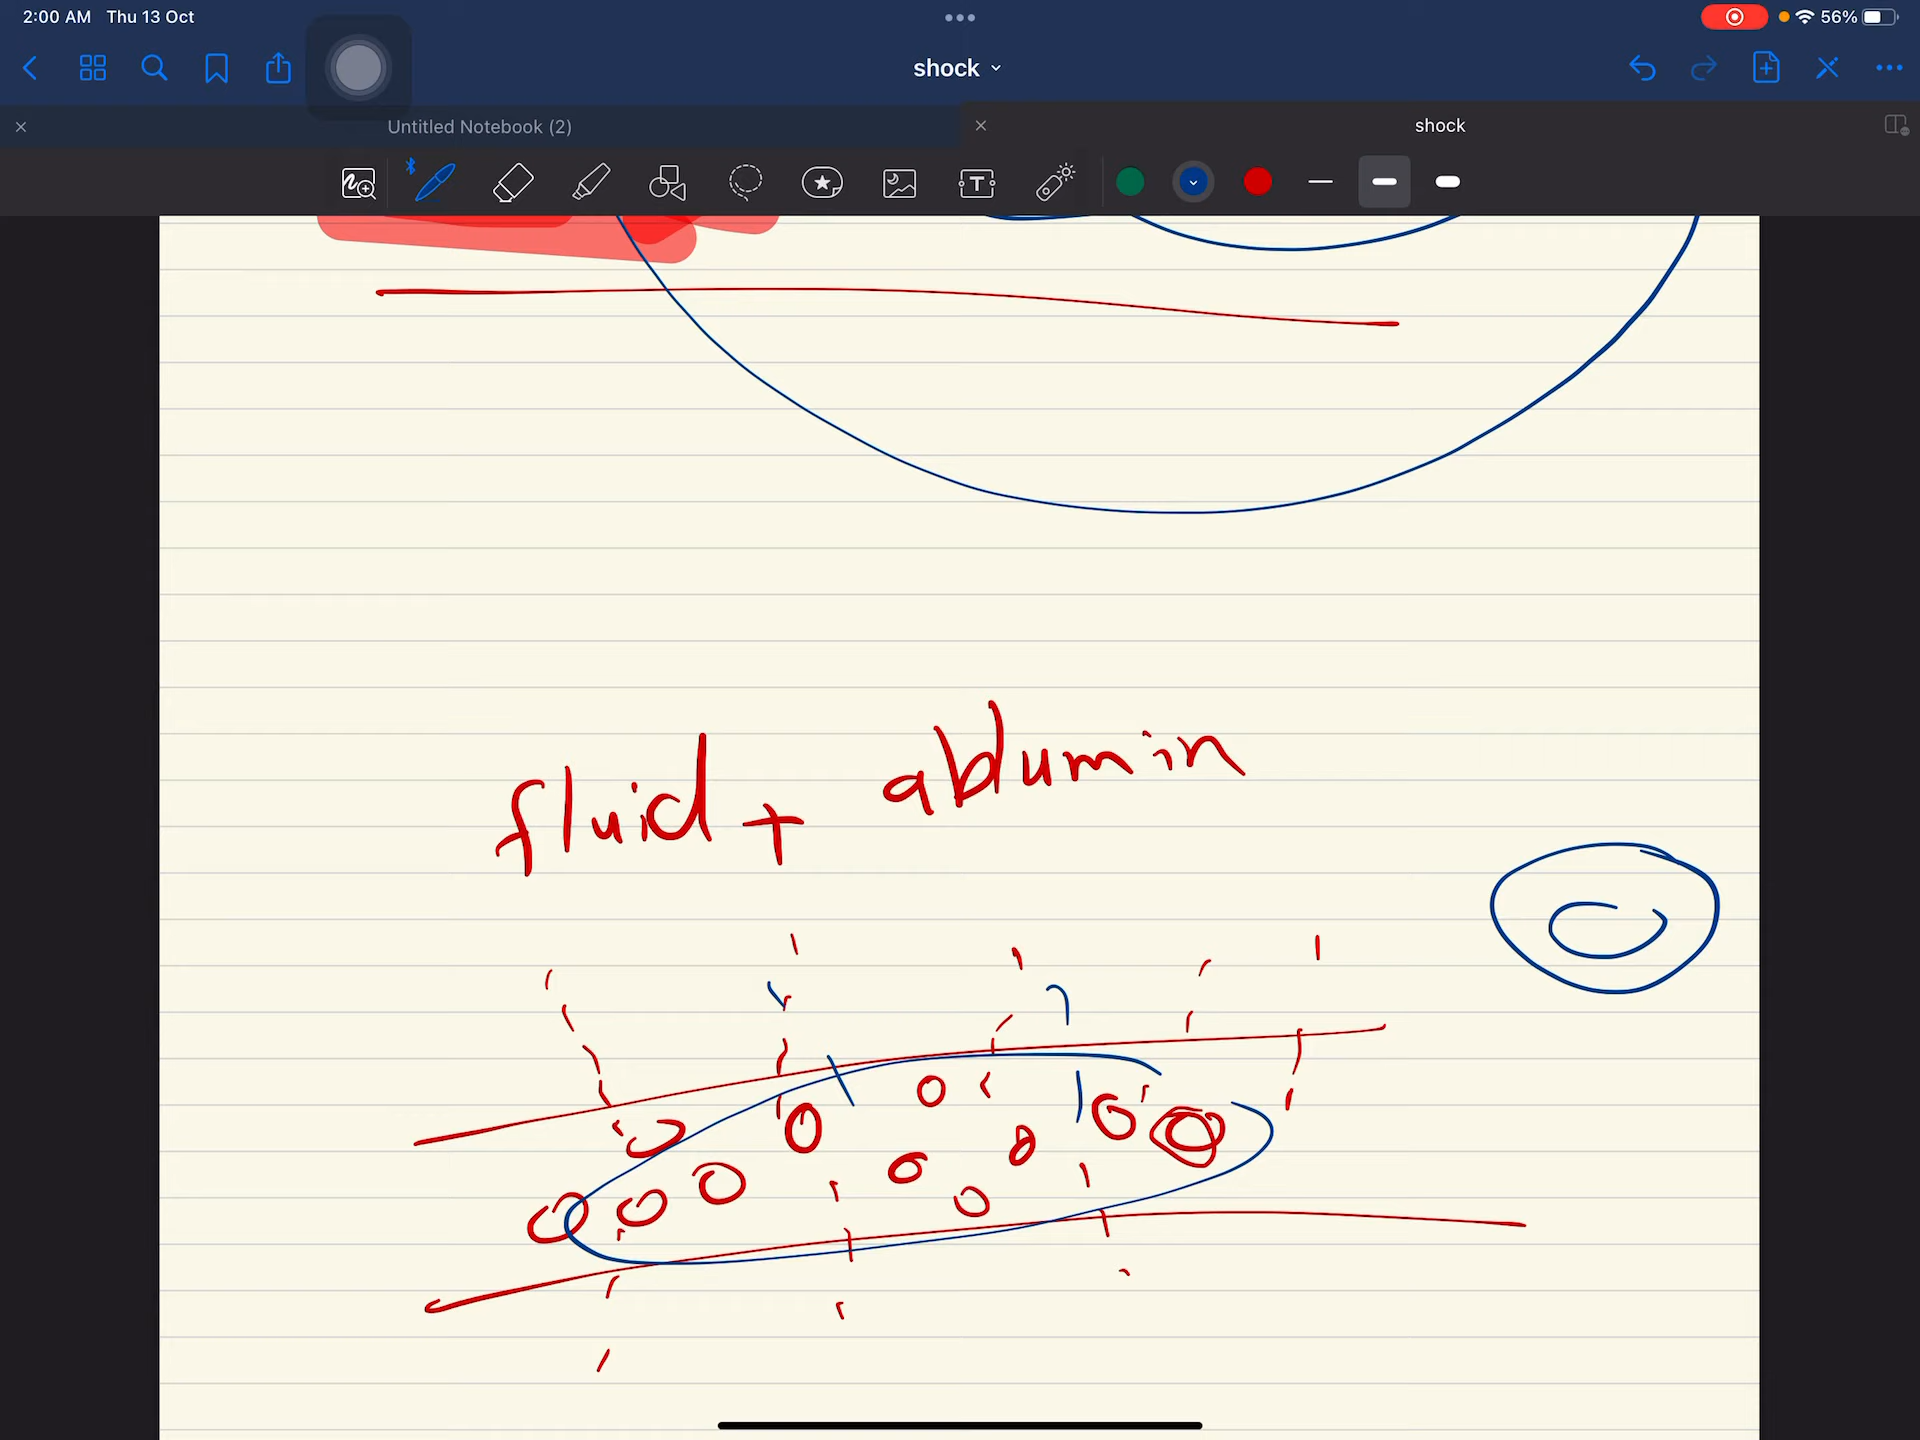 2:00 AM Thu 13 Oct
56%
shock
Untitled Notebook (2)
shock
T
fluid + ablumin